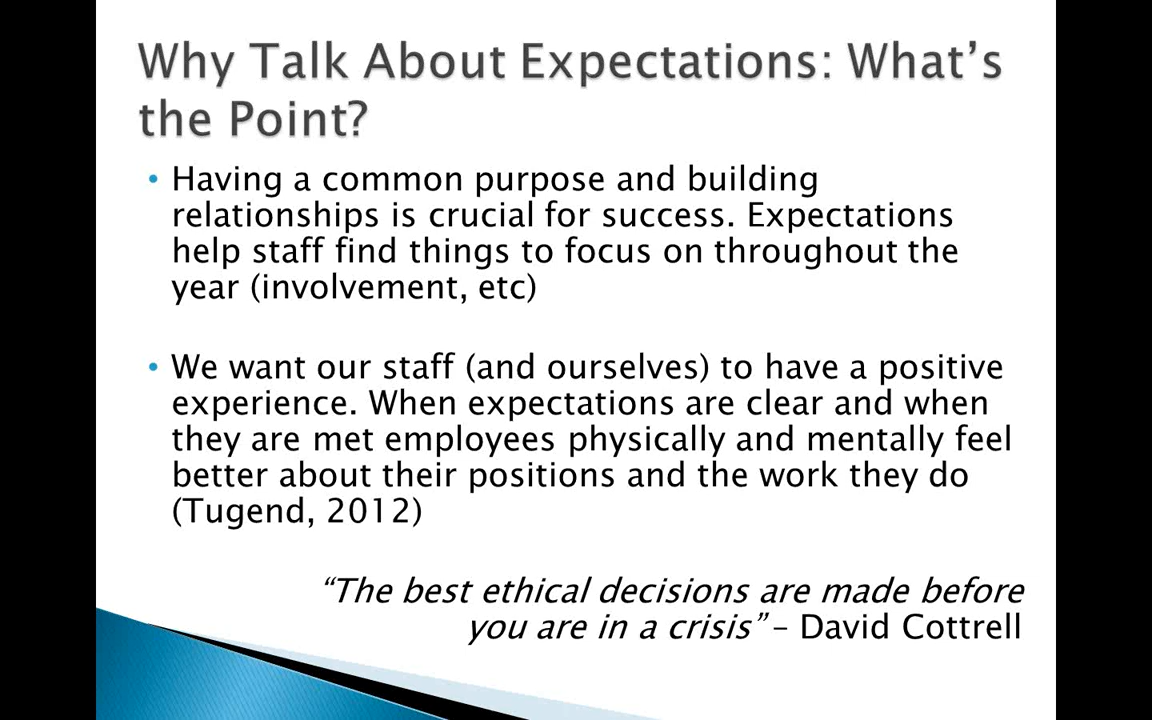 Why Talk About Expectations: What's
the Point?
• Having a common purpose and building
relationships is crucial for success. Expectations
help staff find things to focus on throughout the
year (involvement, etc)
• We want our staff (and ourselves) to have a positive
experience. When expectations are clear and when
they are met employees physically and mentally feel
better about their positions and the work they do
(Tugend, 2012)
“The best ethical decisions are made before
you are in a crisis” – David Cottrell